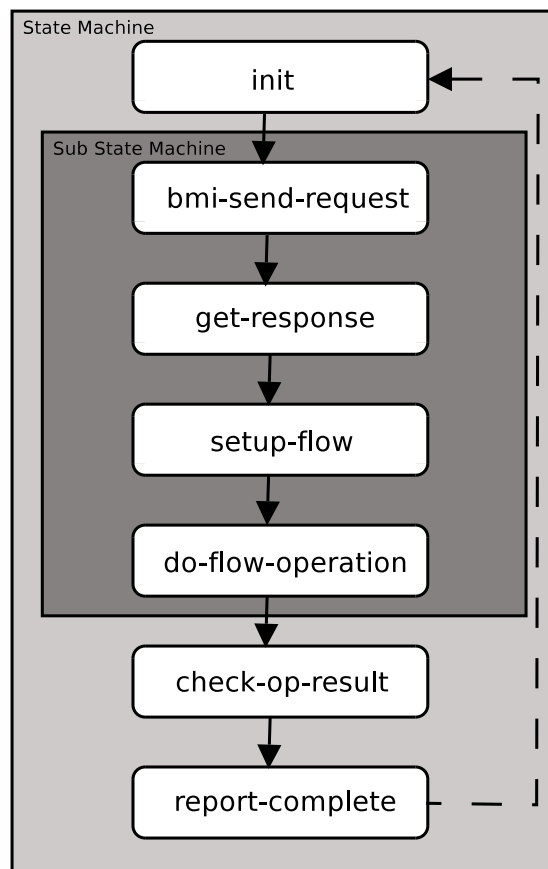 State Machine
init
Sub State Machine
bmi-send-request
get-response
setup-flow
do-flow-operation
check-op-result
report-complete